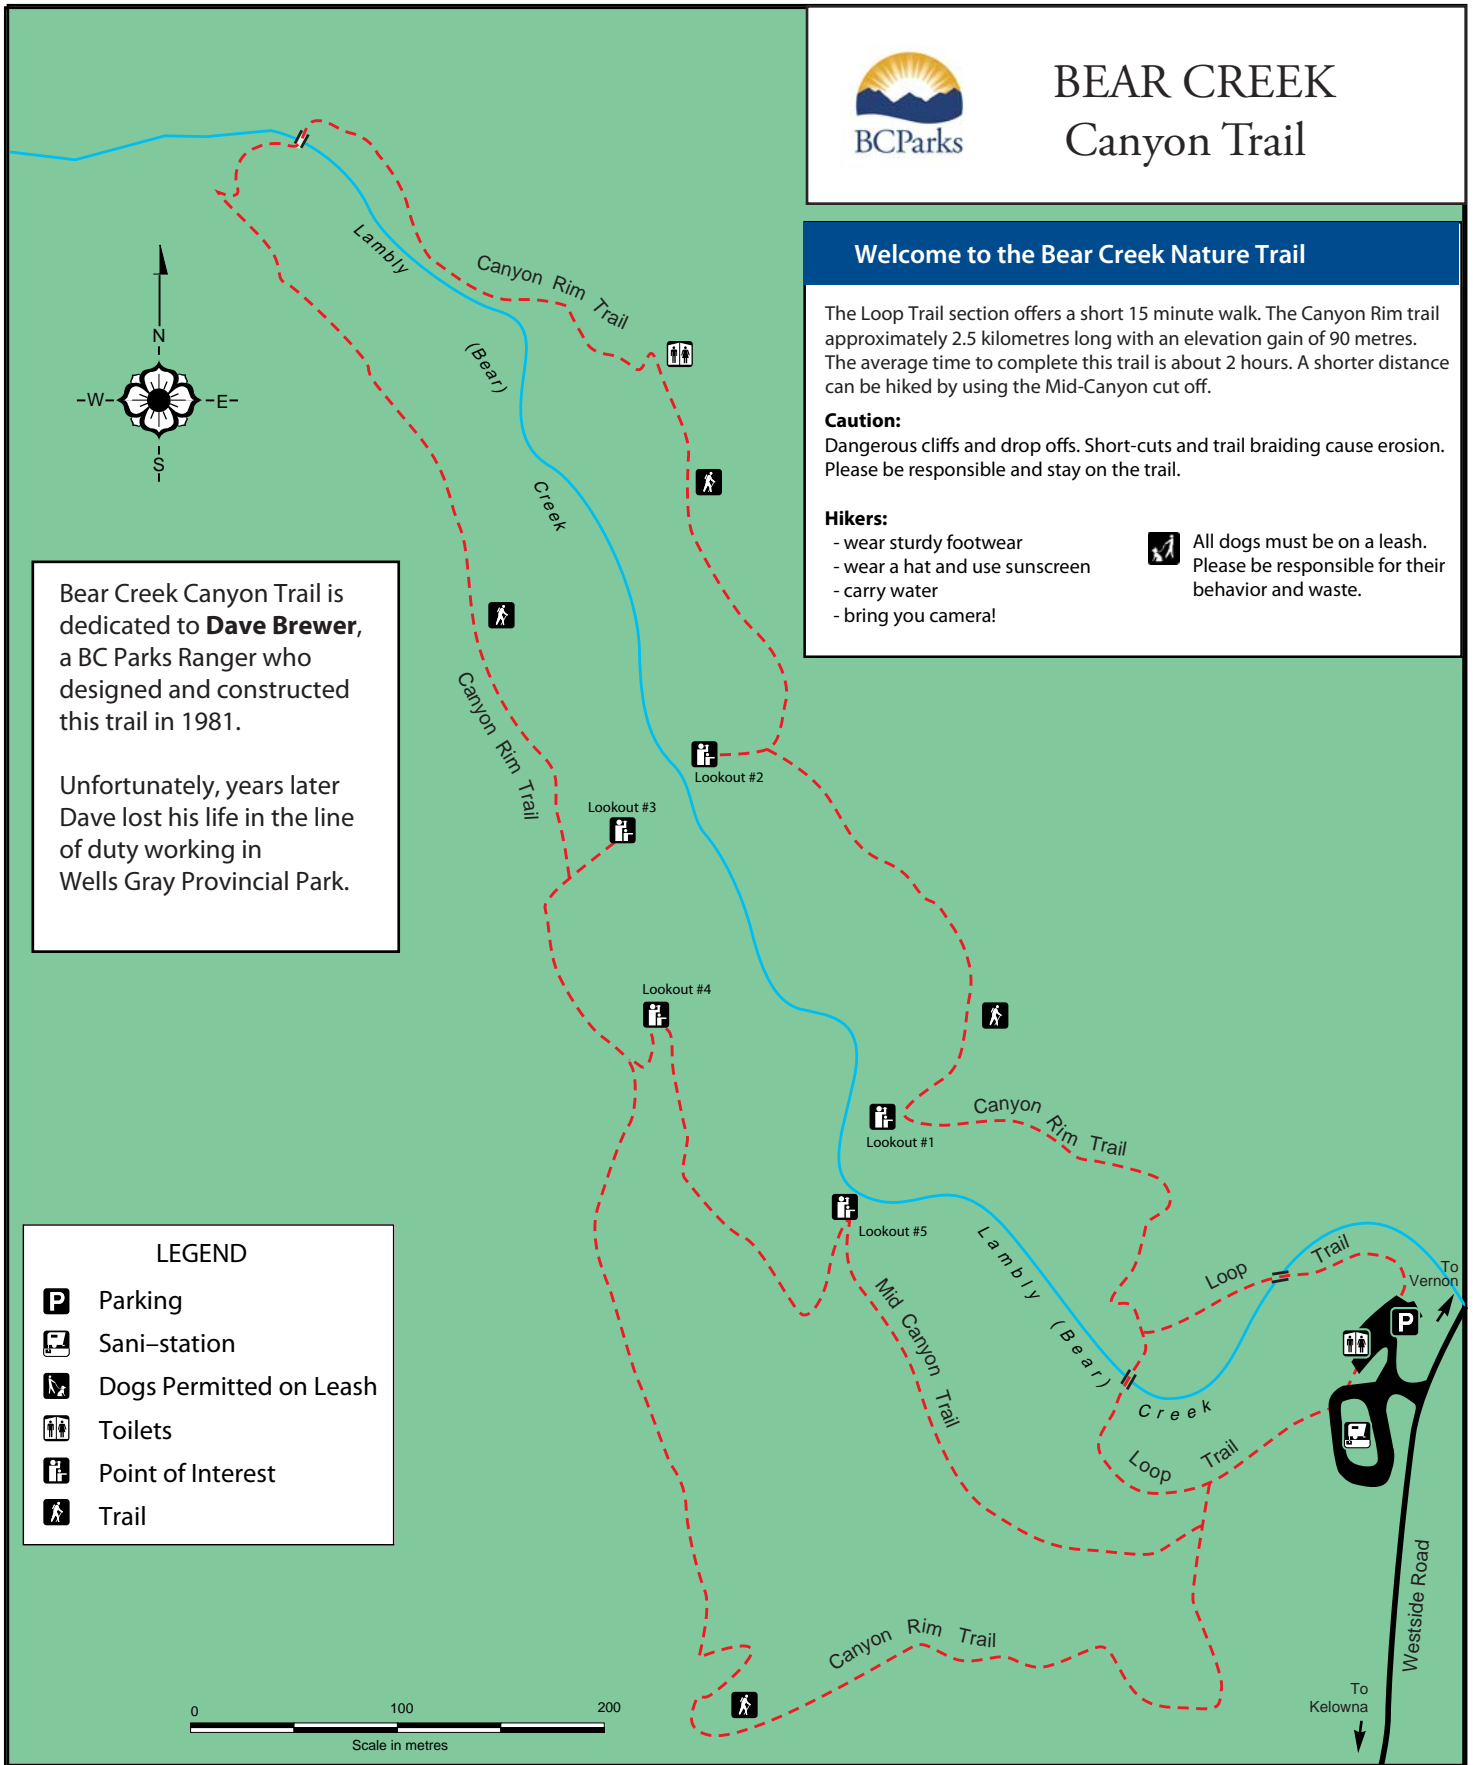 BCParks
BEAR CREEK
Canyon Trail
Welcome to the Bear Creek Nature Trail
The Loop Trail section offers a short 15 minute walk. The Canyon Rim trail
approximately 2.5 kilometres long with an elevation gain of 90 metres.
The average time to complete this trail is about 2 hours. A shorter distance
can be hiked by using the Mid-Canyon cut off.
Caution:
Dangerous cliffs and drop offs. Short-cuts and trail braiding cause erosion.
Please be responsible and stay on the trail.
Hikers:
- wear sturdy footwear
- wear a hat and use sunscreen
- carry water
- bring you camera!
All dogs must be on a leash.
Please be responsible for their
behavior and waste.
Lambly
(Bear)
Creek
Canyon Rim Trail
N
W
E
S
Bear Creek Canyon Trail is
dedicated to Dave Brewer,
a BC Parks Ranger who
designed and constructed
this trail in 1981.
Unfortunately, years later
Dave lost his life in the line
of duty working in
Wells Gray Provincial Park.
Canyon Rim Trail
Lookout #2
Lookout #3
Lookout #4
Lookout #1
Canyon Rim Trail
Lookout #5
Lambly (Bear) Creek
Mid Canyon Trail
Loop Trail
To
Vernon
P
Loop Trail
Canyon Rim Trail
Westside Road
To
Kelowna
LEGEND
P Parking
Sani–station
Dogs Permitted on Leash
Toilets
Point of Interest
Trail
0 100 200
Scale in metres